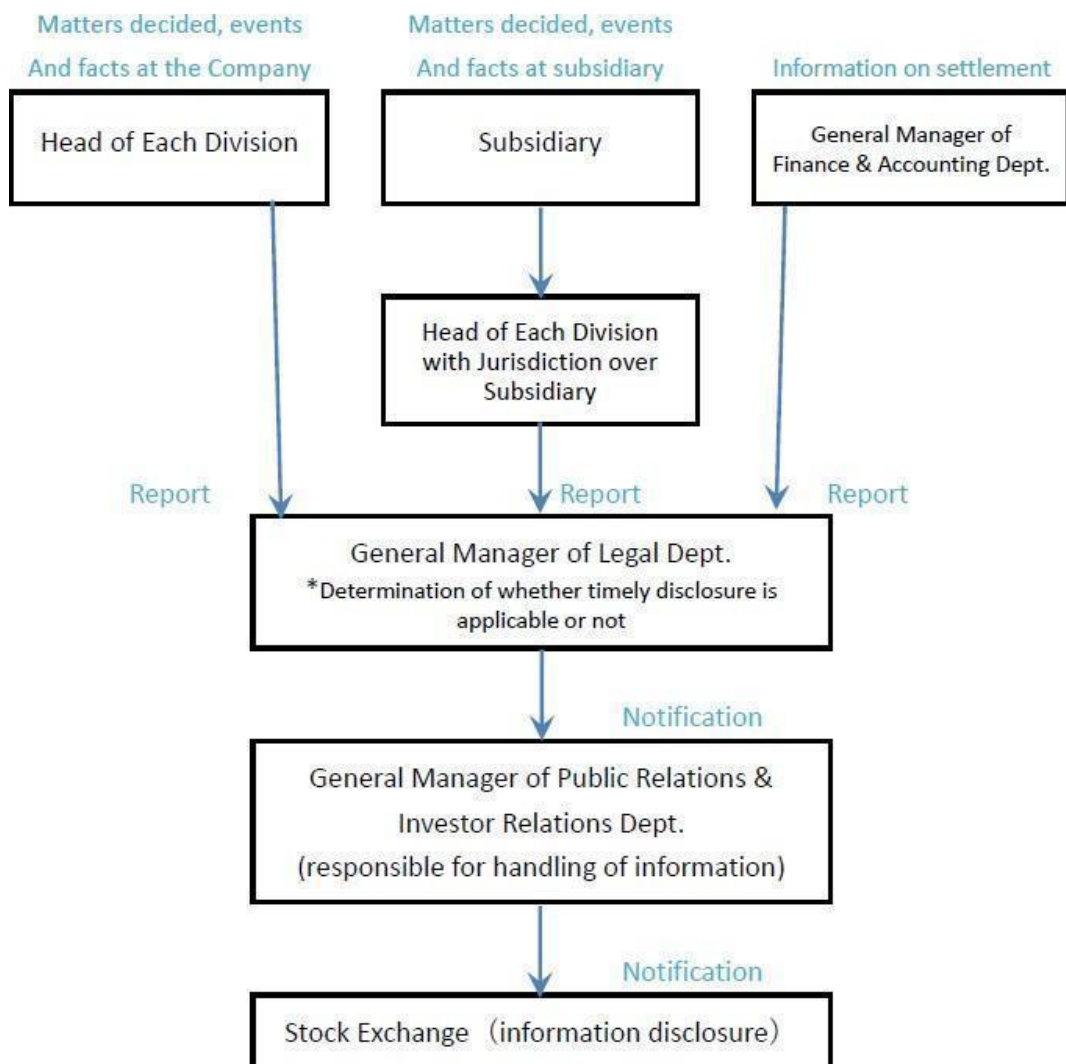 Matters decided, events
And facts at the Company
Matters decided, events
And facts at subsidiary
Information on settlement
Head of Each Division
Subsidiary
General Manager of
Finance & Accounting Dept.
Head of Each Division
with Jurisdiction over
Subsidiary
Report
Report
Report
General Manager of Legal Dept.
*Determination of whether timely disclosure is
applicable or not
Notification
General Manager of Public Relations &
Investor Relations Dept.
(responsible for handling of information)
Notification
Stock Exchange（information disclosure）